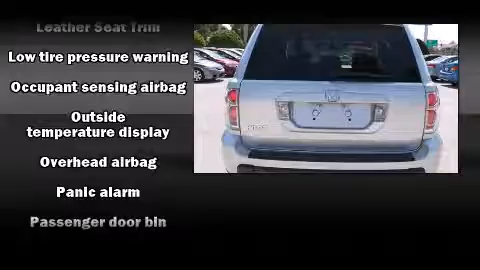 Leather Seat Trim
Low tire pressure warning
Occupant sensing airbag
Outside
temperature display
Overhead airbag
Panic alarm
Passenger door bin